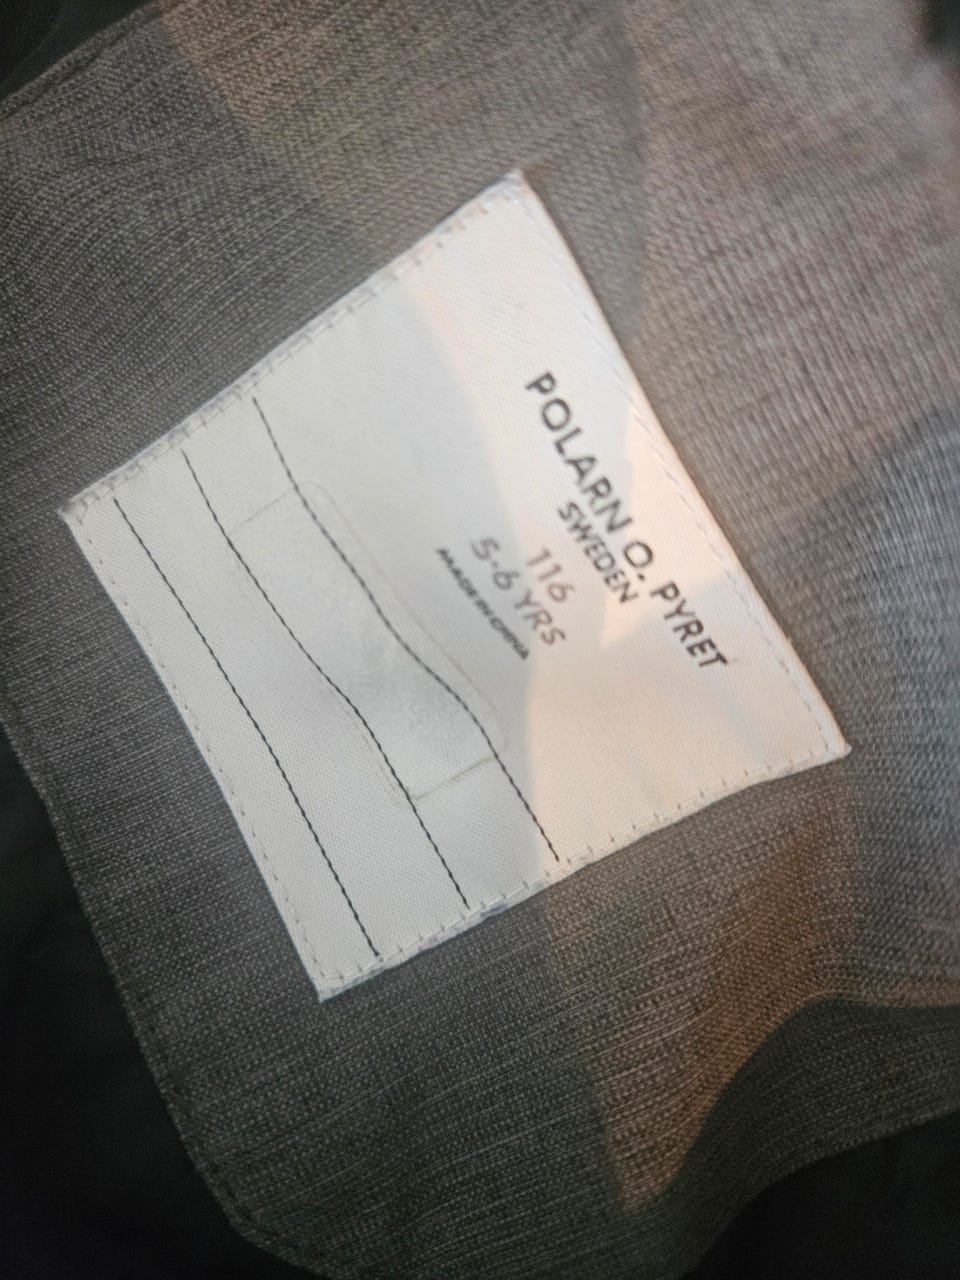 POLARN O. PYRET
SWEDEN
116
5-6 YRS
MADE IN CHINA